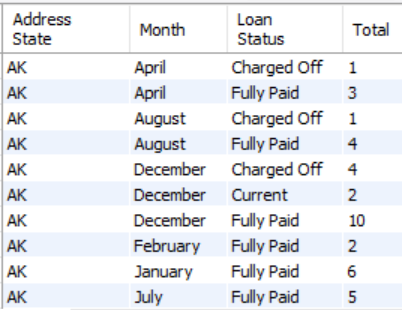 Address State Month Loan Status Total
AK April Charged Off 1
AK April Fully Paid 3
AK August Charged Off 1
AK August Fully Paid 4
AK December Charged Off 4
AK December Current 2
AK December Fully Paid 10
AK February Fully Paid 2
AK January Fully Paid 6
AK July Fully Paid 5